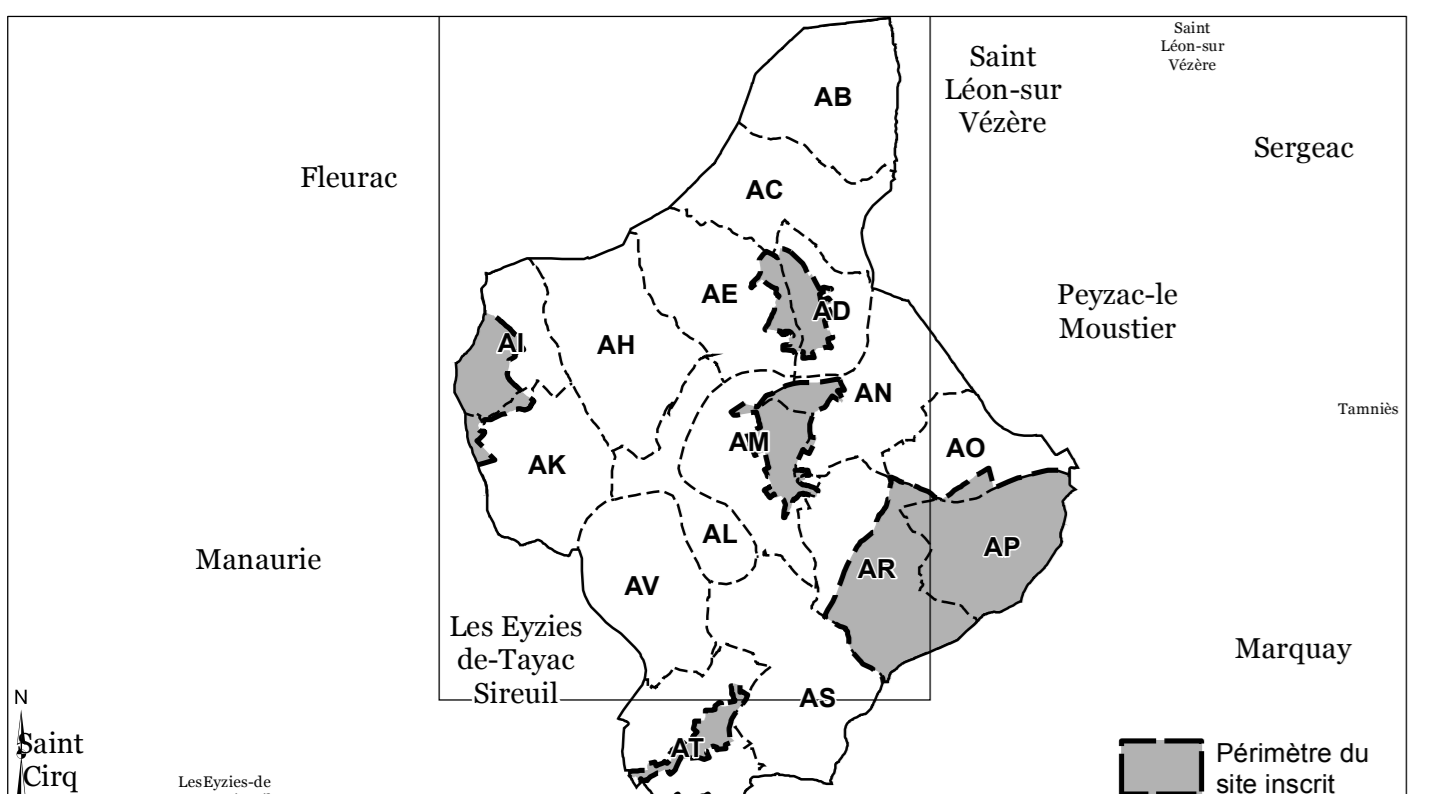 Saint
Léon-sur
Vézère
Saint
Léon-sur
Vézère
AB
Sergeac
Fleurac
AC
AE
AD
Peyzac-le
Moustier
AI
AH
AN
Tamniès
AM
AO
AK
AL
AP
Manaurie
AR
AV
Les Eyzies
de-Tayac
Sireuil
Marquay
AS
N
Saint
Cirq
AT
LesEyzies-de
Périmètre du
site inscrit